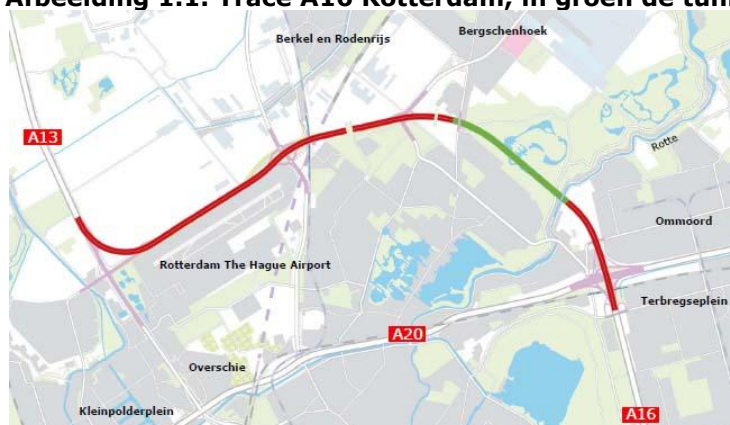 Afbeelding 1.1. Tracé A16 Rotterdam, in groen de tun
Berkel en Rodenrijs
Bergschenhoek
A13
Rotte
Ommoord
Rotterdam The Hague Airport
Terbregseplein
A20
Overschie
Kleinpolderplein
A16